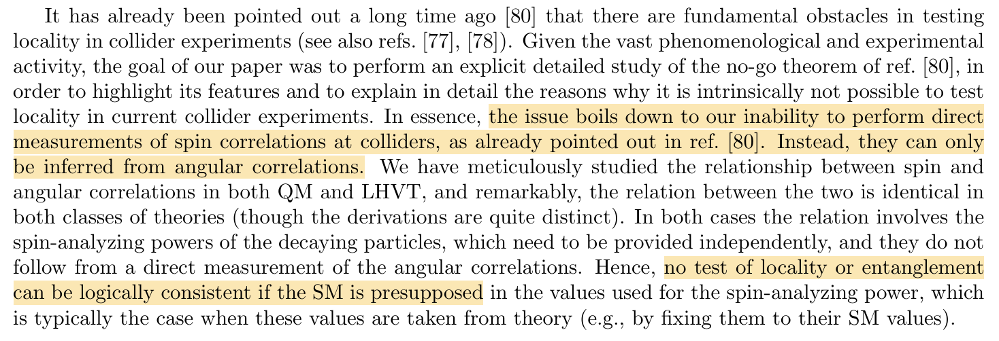 It has already been pointed out a long time ago [80] that there are fundamental obstacles in testing
locality in collider experiments (see also refs. [77], [78]). Given the vast phenomenological and experimental
activity, the goal of our paper was to perform an explicit detailed study of the no-go theorem of ref. [80], in
order to highlight its features and to explain in detail the reasons why it is intrinsically not possible to test
locality in current collider experiments. In essence, the issue boils down to our inability to perform direct
measurements of spin correlations at colliders, as already pointed out in ref. [80]. Instead, they can only
be inferred from angular correlations. We have meticulously studied the relationship between spin and
angular correlations in both QM and LHVT, and remarkably, the relation between the two is identical in
both classes of theories (though the derivations are quite distinct). In both cases the relation involves the
spin-analyzing powers of the decaying particles, which need to be provided independently, and they do not
follow from a direct measurement of the angular correlations. Hence, no test of locality or entanglement
can be logically consistent if the SM is presupposed in the values used for the spin-analyzing power, which
is typically the case when these values are taken from theory (e.g., by fixing them to their SM values).